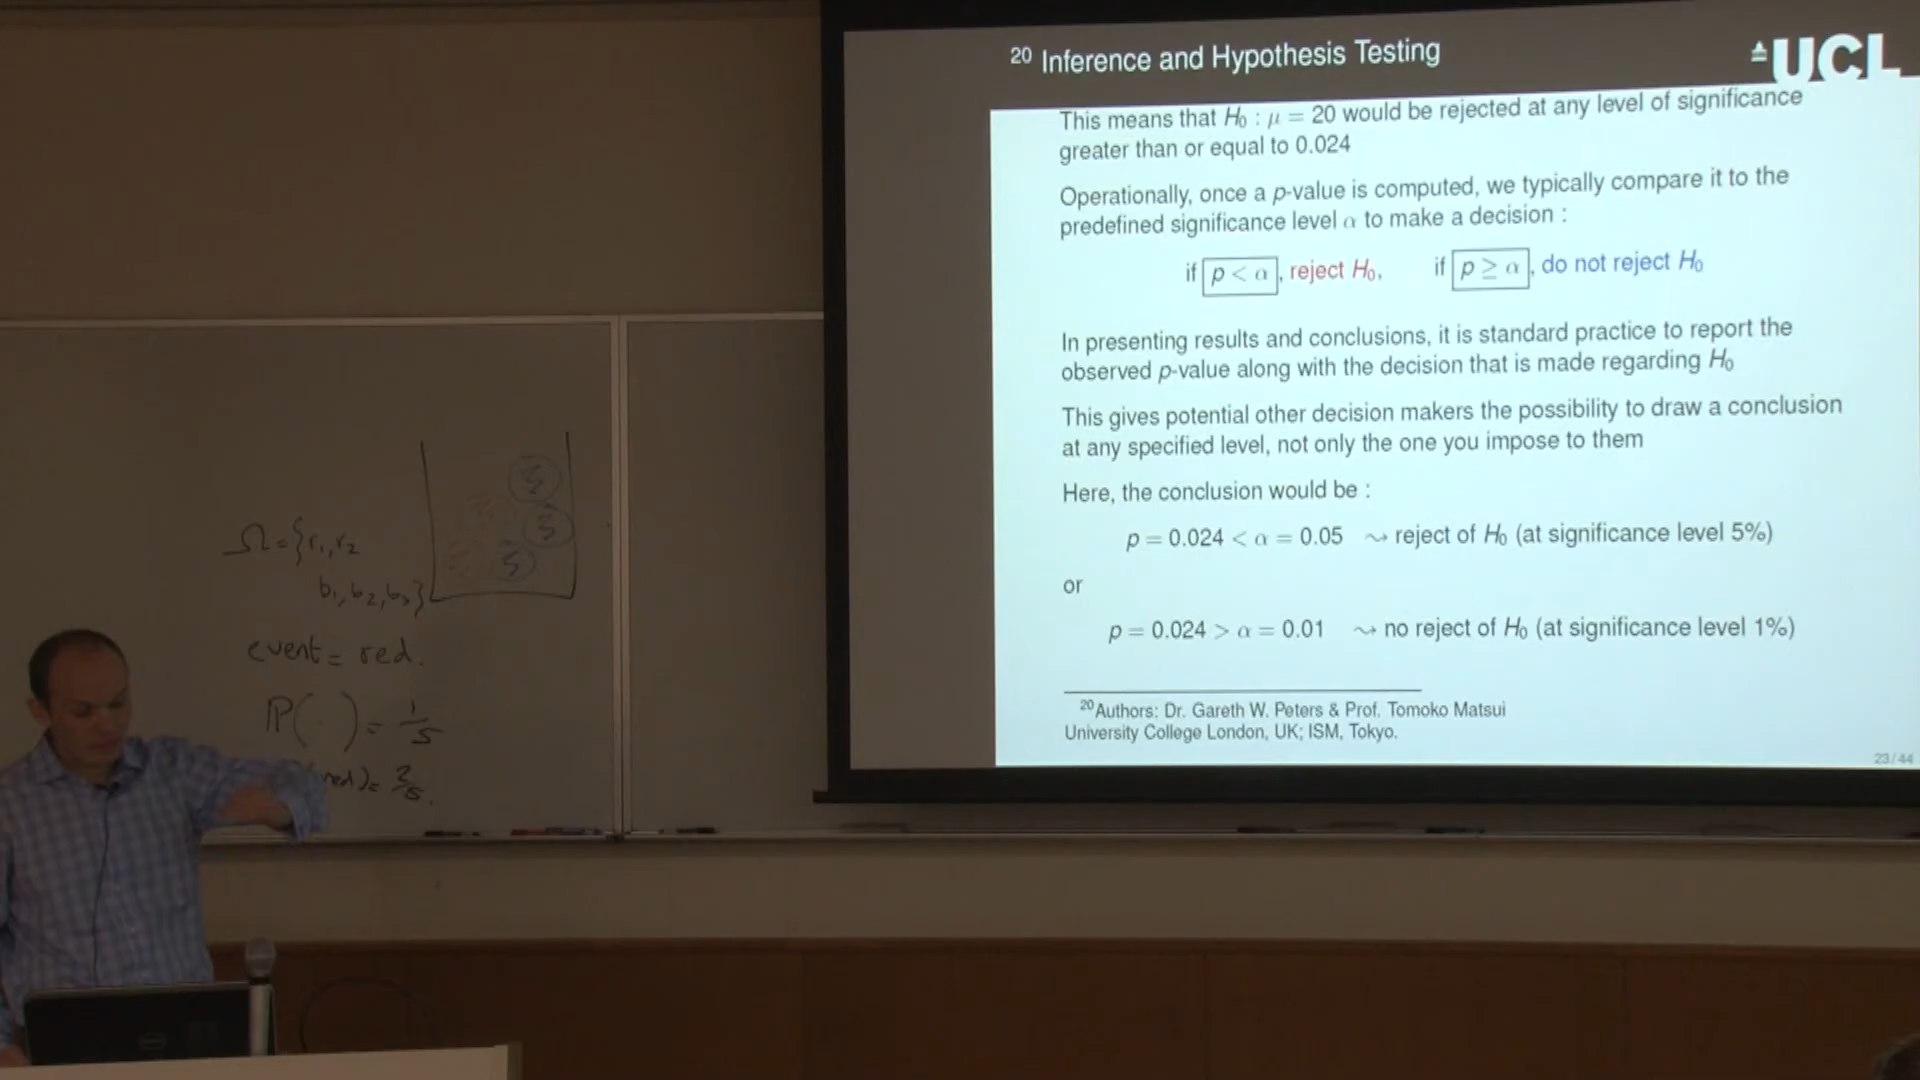 20 Inference and Hypothesis Testing
UCL
This means that H₀ : μ = 20 would be rejected at any level of significance
greater than or equal to 0.024
Operationally, once a p-value is computed, we typically compare it to the
predefined significance level α to make a decision :
if p < α, reject H₀, if p ≥ α, do not reject H₀
In presenting results and conclusions, it is standard practice to report the
observed p-value along with the decision that is made regarding H₀
This gives potential other decision makers the possibility to draw a conclusion
at any specified level, not only the one you impose to them
Here, the conclusion would be :
p = 0.024 < α = 0.05 ⇝ reject of H₀ (at significance level 5%)
or
p = 0.024 > α = 0.01 ⇝ no reject of H₀ (at significance level 1%)
20Authors: Dr. Gareth W. Peters & Prof. Tomoko Matsui
University College London, UK; ISM, Tokyo.
23/44
Ω = {r₁, r₂
b₁, b₂, b₃}
event = red.
ℙ( ) = 1/5
red) = 2/5.